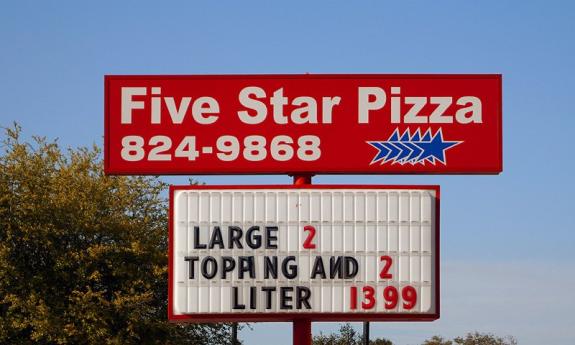 Five Star Pizza
824-9868
LARGE 2
TOPPING AND 2
LITER 1399